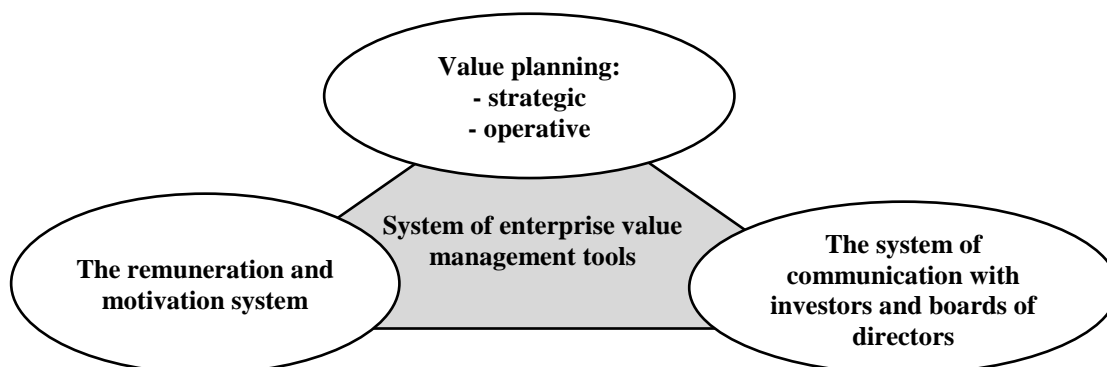 Value planning:
- strategic
- operative
System of enterprise value
management tools
The remuneration and
motivation system
The system of
communication with
investors and boards of
directors